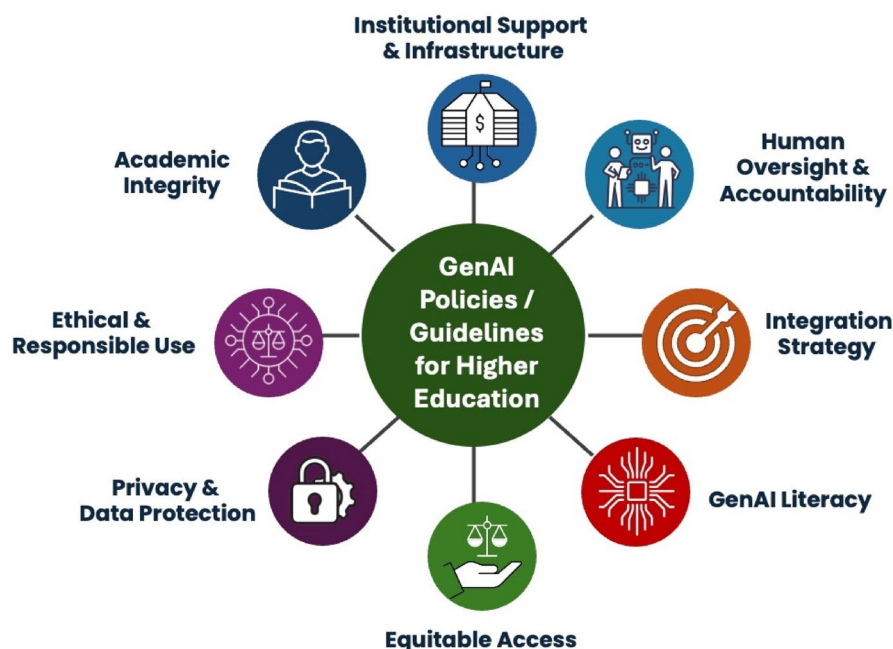 Institutional Support
& Infrastructure
$
Academic
Integrity
Human
Oversight &
Accountability
GenAI
Policies /
Guidelines
for Higher
Education
Ethical &
Responsible Use
Integration
Strategy
Privacy &
Data Protection
GenAI Literacy
Equitable Access